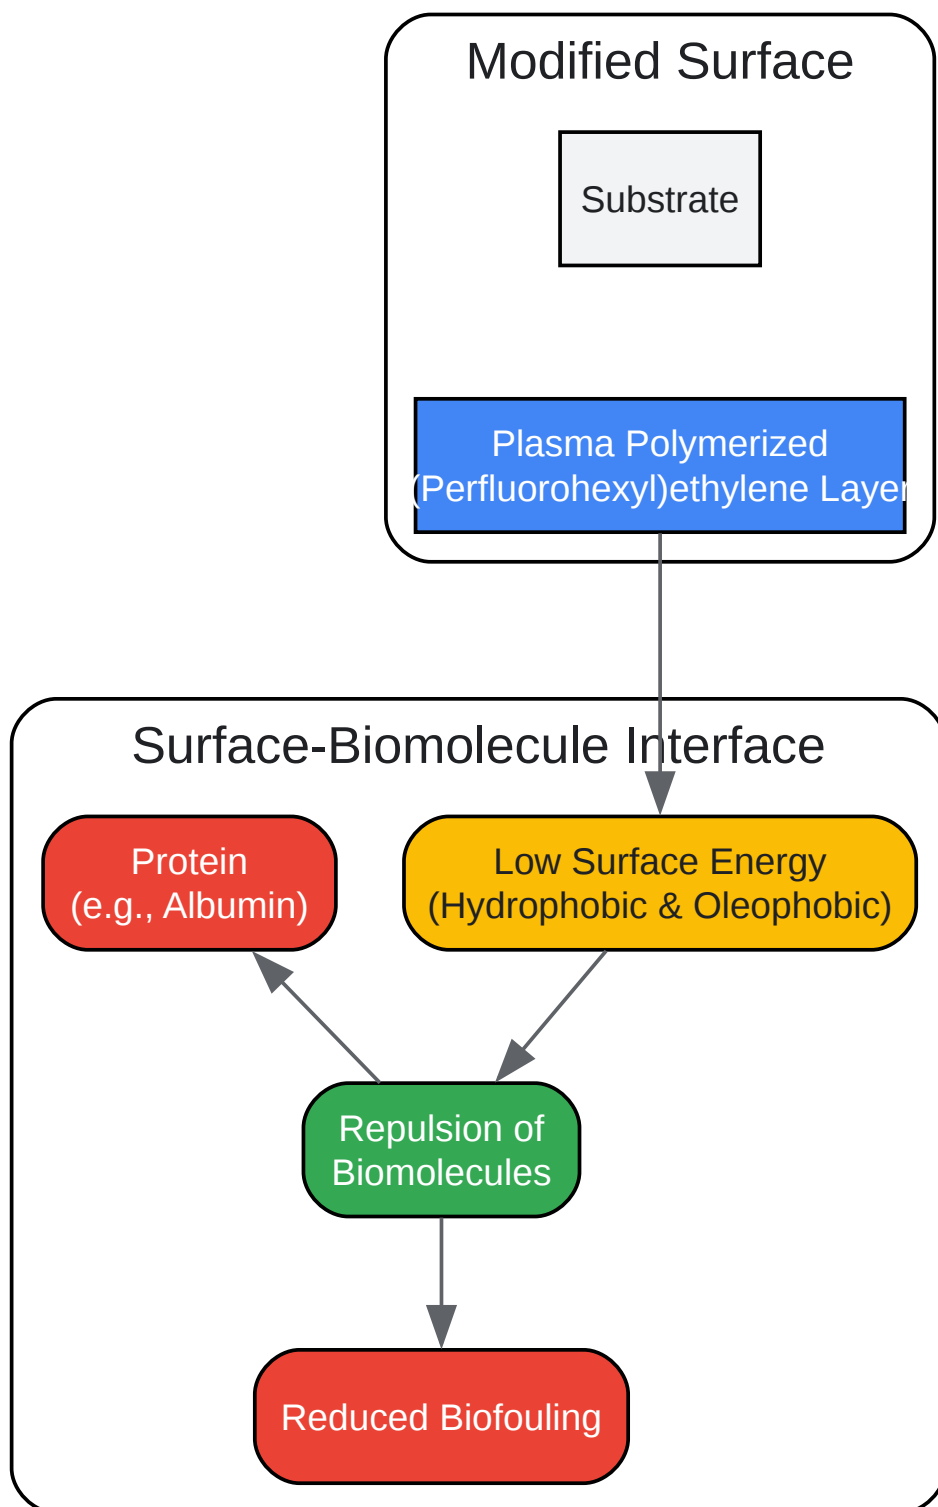 Modified Surface
Substrate
Plasma Polymerized
(Perfluorohexyl)ethylene Layer
Surface-Biomolecule Interface
Protein
(e.g., Albumin)
Low Surface Energy
(Hydrophobic & Oleophobic)
Repulsion of
Biomolecules
Reduced Biofouling